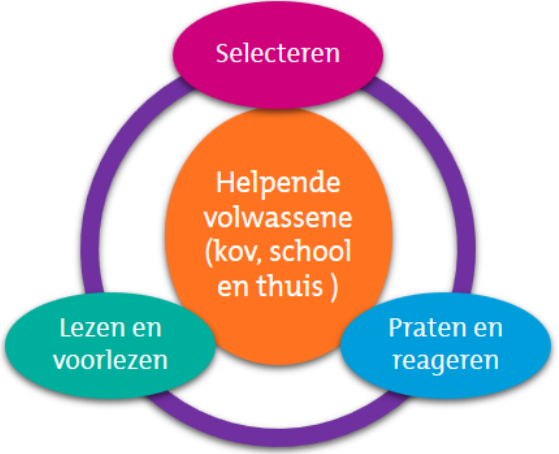 Selecteren
Helpende
volwassene
(kov, school
en thuis )
Lezen en
voorlezen
Praten en
reageren